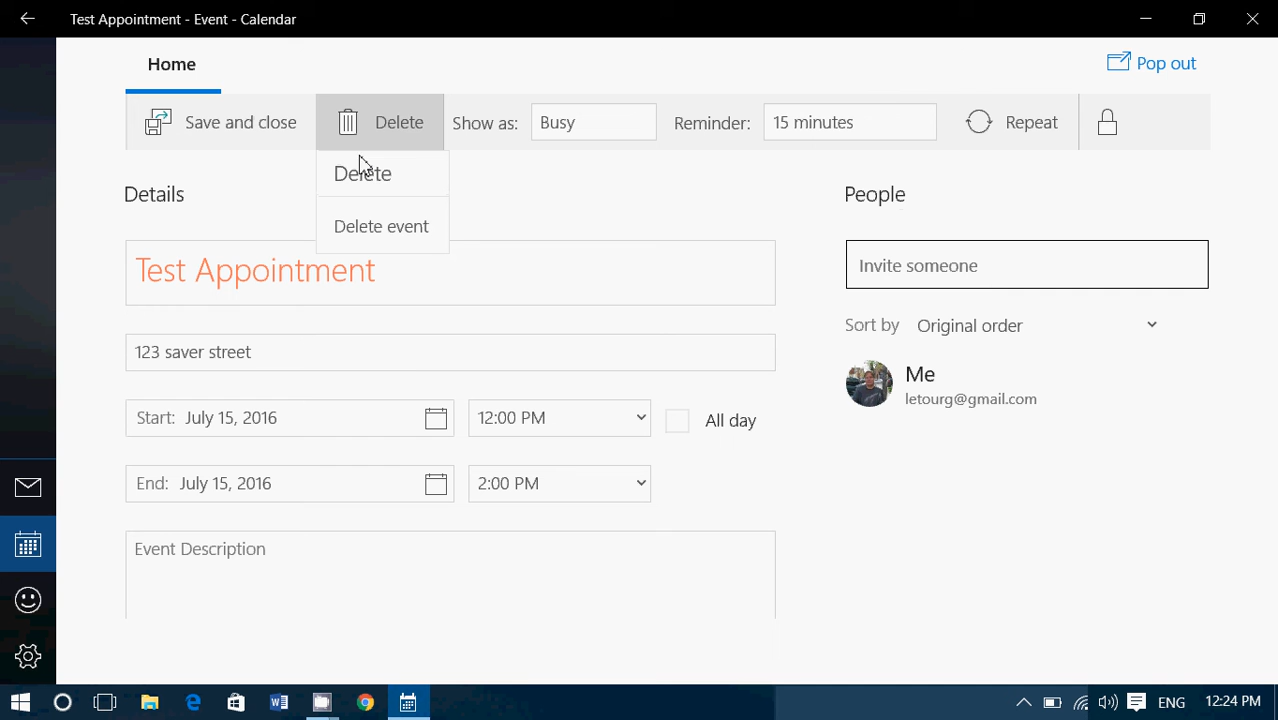 Test Appointment - Event - Calendar
Home
Pop out
Save and close
Delete
Show as:
Busy
Reminder:
15 minutes
Repeat
Delete
Delete event
Details
People
Test Appointment
Invite someone
123 saver street
Sort by Original order
Me
letourg@gmail.com
Start: July 15, 2016
12:00 PM
All day
End: July 15, 2016
2:00 PM
Event Description
ENG
12:24 PM